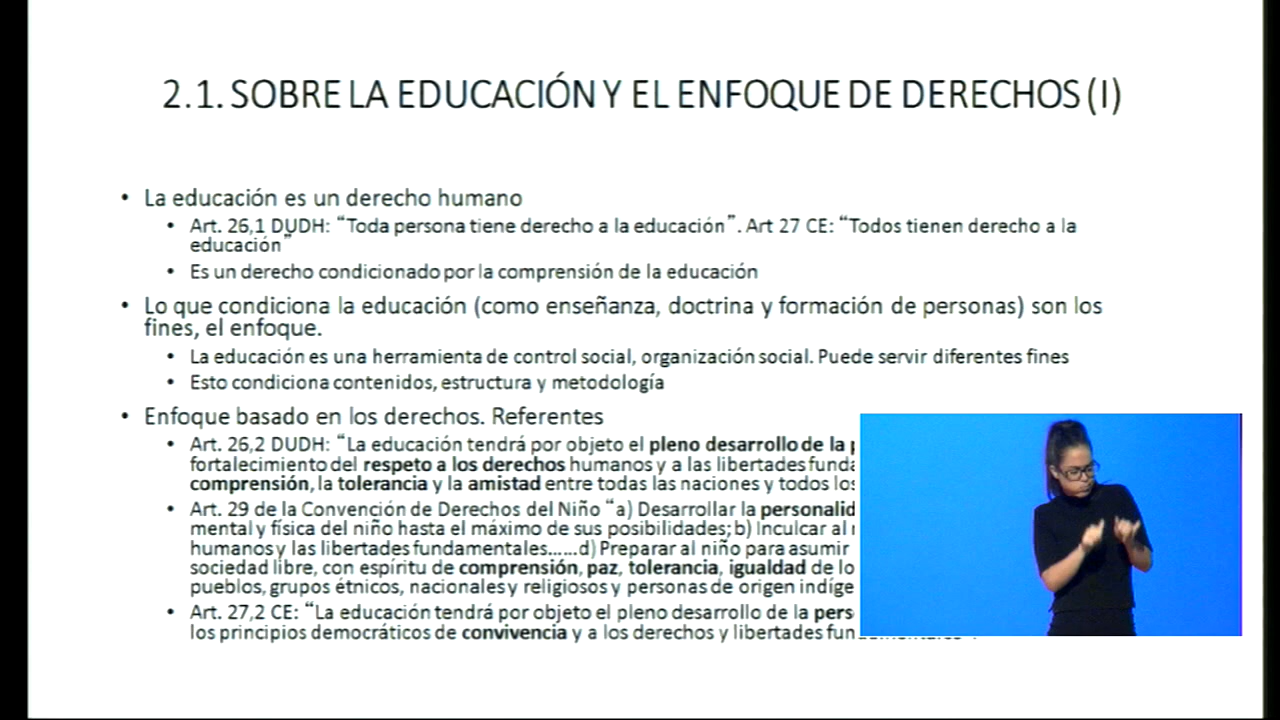 2.1. SOBRE LA EDUCACIÓN Y EL ENFOQUE DE DERECHOS (I)
• La educación es un derecho humano
• Art. 26,1 DUDH: “Toda persona tiene derecho a la educación”. Art 27 CE: “Todos tienen derecho a la
educación”
• Es un derecho condicionado por la comprensión de la educación
• Lo que condiciona la educación (como enseñanza, doctrina y formación de personas) son los
fines, el enfoque.
• La educación es una herramienta de control social, organización social. Puede servir diferentes fines
• Esto condiciona contenidos, estructura y metodología
• Enfoque basado en los derechos. Referentes
• Art. 26,2 DUDH: “La educación tendrá por objeto el pleno desarrollo de la
fortalecimiento del respeto a los derechos humanos y a las libertades
comprensión, la tolerancia y la amistad entre todas las naciones y todos los
• Art. 29 de la Convención de Derechos del Niño “a) Desarrollar la
mental y física del niño hasta el máximo de sus posibilidades; b) Inculcar al
humanos y las libertades fundamentales......d) Preparar al niño para asumir
sociedad libre, con espíritu de comprensión, paz, tolerancia, igualdad de
pueblos, grupos étnicos, nacionales y religiosos y personas de origen
• Art. 27,2 CE: “La educación tendrá por objeto el pleno desarrollo de la
los principios democráticos de convivencia y a los derechos y libertades